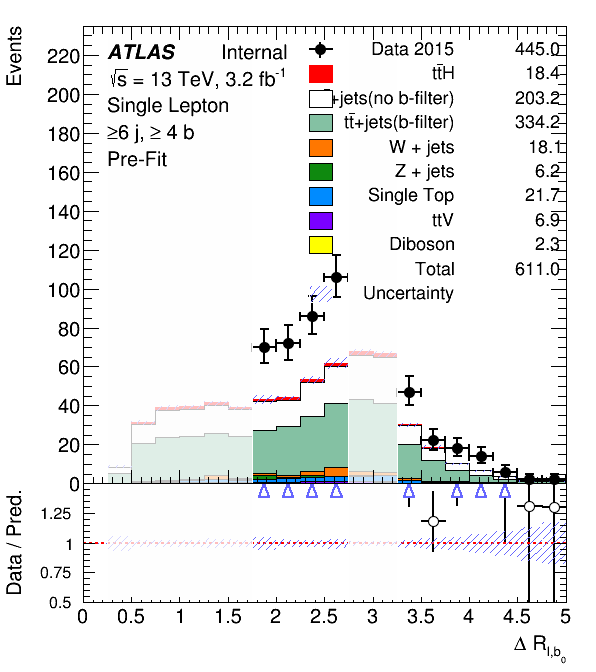 Events
ATLAS Internal
√s = 13 TeV, 3.2 fb⁻¹
Single Lepton
≥6 j, ≥ 4 b
Pre-Fit
Data 2015 445.0
tt̄H 18.4
+jets(no b-filter) 203.2
tt̄+jets(b-filter) 334.2
W + jets 18.1
Z + jets 6.2
Single Top 21.7
ttV 6.9
Diboson 2.3
Total 611.0
Uncertainty
220
200
180
160
140
120
100
80
60
40
20
0
Data / Pred.
1.25
1
0.75
0.5
0 0.5 1 1.5 2 2.5 3 3.5 4 4.5 5
Δ R_{l,b_0}